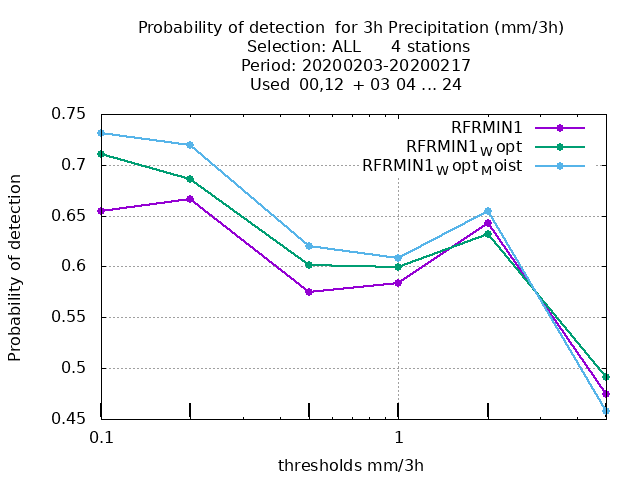 Probability of detection  for 3h Precipitation (mm/3h)
Selection: ALL      4 stations
Period: 20200203-20200217
Used  00,12  + 03 04 ... 24
RFRMIN1
RFRMIN1Wopt
RFRMIN1WoptMoist
0.75
0.7
0.65
0.6
0.55
0.5
0.45
0.1
1
Probability of detection
thresholds mm/3h